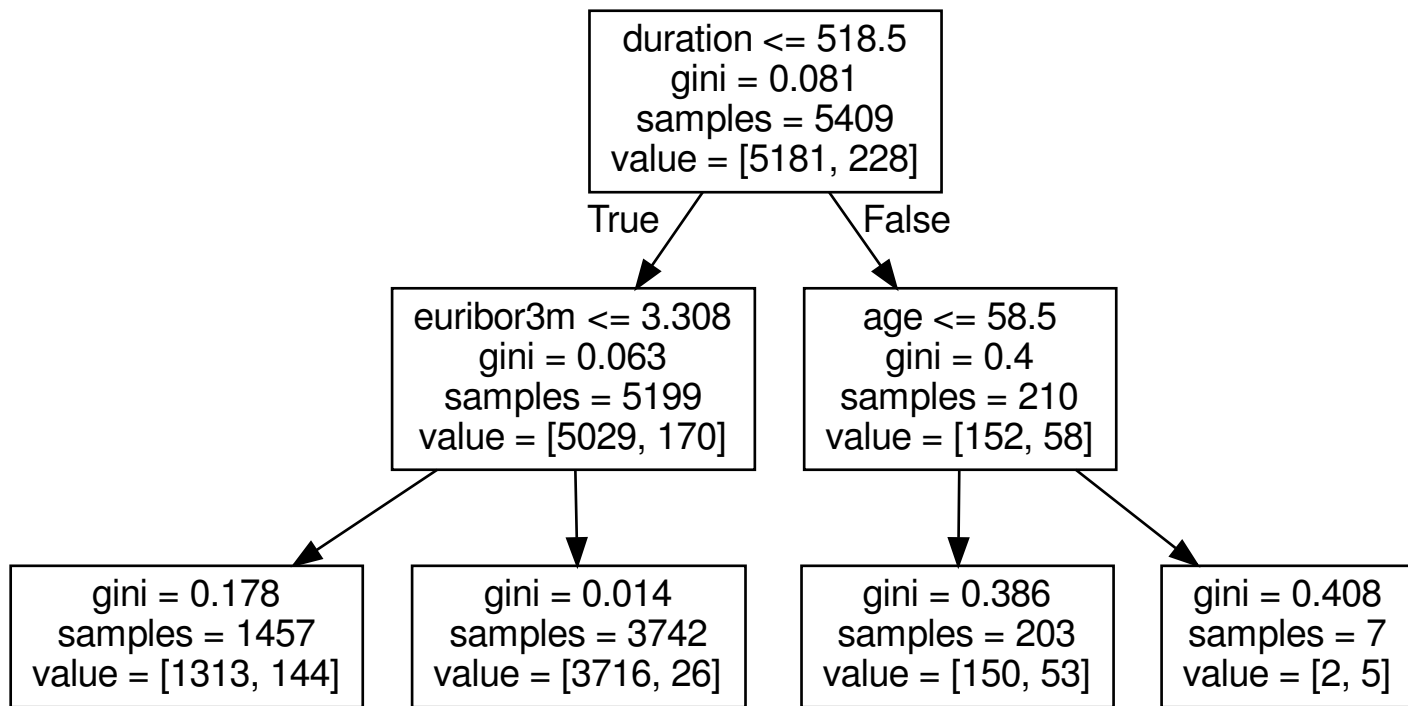 duration <= 518.5
gini = 0.081
samples = 5409
value = [5181, 228]
True
False
euribor3m <= 3.308
gini = 0.063
samples = 5199
value = [5029, 170]
age <= 58.5
gini = 0.4
samples = 210
value = [152, 58]
gini = 0.178
samples = 1457
value = [1313, 144]
gini = 0.014
samples = 3742
value = [3716, 26]
gini = 0.386
samples = 203
value = [150, 53]
gini = 0.408
samples = 7
value = [2, 5]